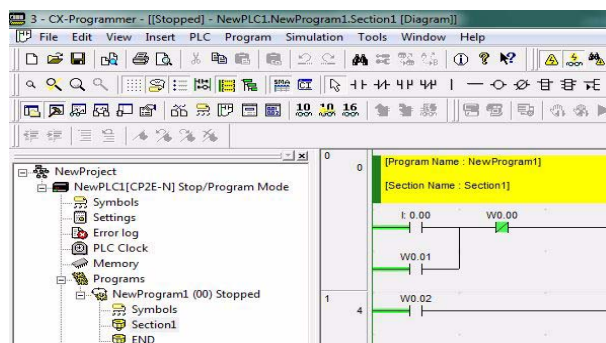 3 - CX-Programmer - [[Stopped] - NewPLC1.NewProgram1.Section1 [Diagram]]
File Edit View Insert PLC Program Simulation Tools Window Help
10 10 16
NewProject
NewPLC1[CP2E-N] Stop/Program Mode
Symbols
Settings
Error log
PLC Clock
Memory
Programs
NewProgram1 (00) Stopped
Symbols
Section1
END
0
0
[Program Name : NewProgram1]
[Section Name : Section1]
I: 0.00 W0.00
W0.01
1
4
W0.02